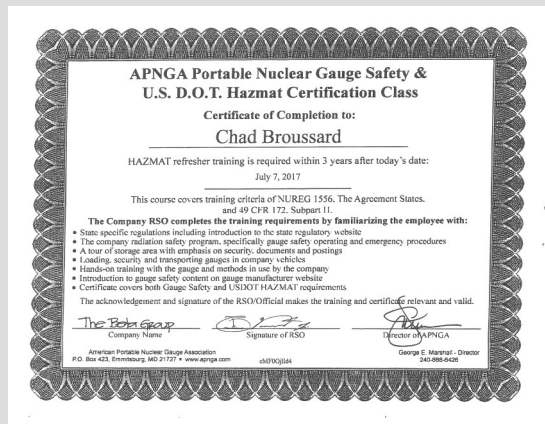 APNGA Portable Nuclear Gauge Safety &
U.S. D.O.T. Hazmat Certification Class
Certificate of Completion to:
Chad Broussard
HAZMAT refresher training is required within 3 years after today's date:
July 7, 2017
This course covers training criteria of NUREG 1556, The Agreement States.
and 49 CFR 172. Subpart H.
The Company RSO completes the training requirements by familiarizing the employee with:
• State specific regulations including introduction to the state regulatory website
• The company radiation safety program, specifically gauge safety operating and emergency procedures
• A tour of storage area with emphasis on security, documents and postings
• Loading, security and transporting gauges in company vehicles
• Hands-on training with the gauge and methods in use by the company
• Introduction to gauge safety content on gauge manufacturer website
• Certificate covers both Gauge Safety and USDOT HAZMAT requirements
The acknowledgement and signature of the RSO/Official makes the training and certificate relevant and valid.
The Group
Company Name Signature of RSO Director of APNGA
American Portable Nuclear Gauge Association George E. Marshall - Director
P.O. Box 423, Emmitsburg, MD 21727 • www.apnga.com 240-888-6426